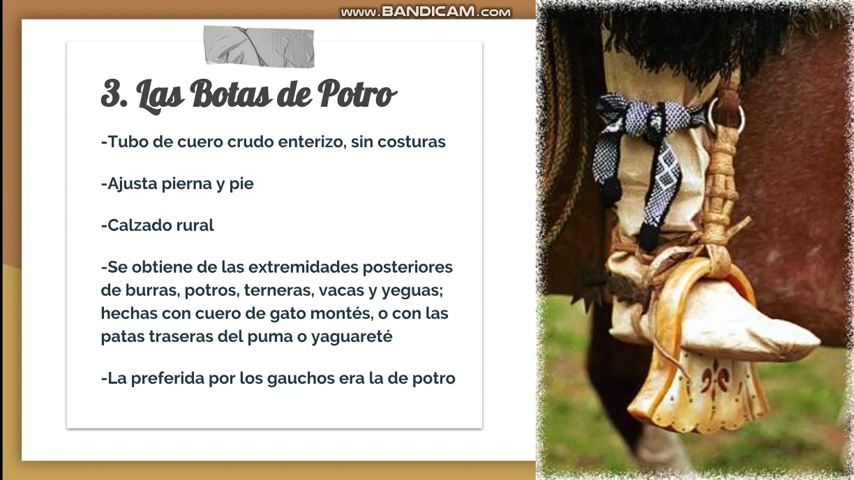 www.BANDICAM.com
3. Las Botas de Potro
-Tubo de cuero crudo enterizo, sin costuras
-Ajusta pierna y pie
-Calzado rural
-Se obtiene de las extremidades posteriores
de burras, potros, terneras, vacas y yeguas;
hechas con cuero de gato montés, o con las
patas traseras del puma o yaguareté
-La preferida por los gauchos era la de potro